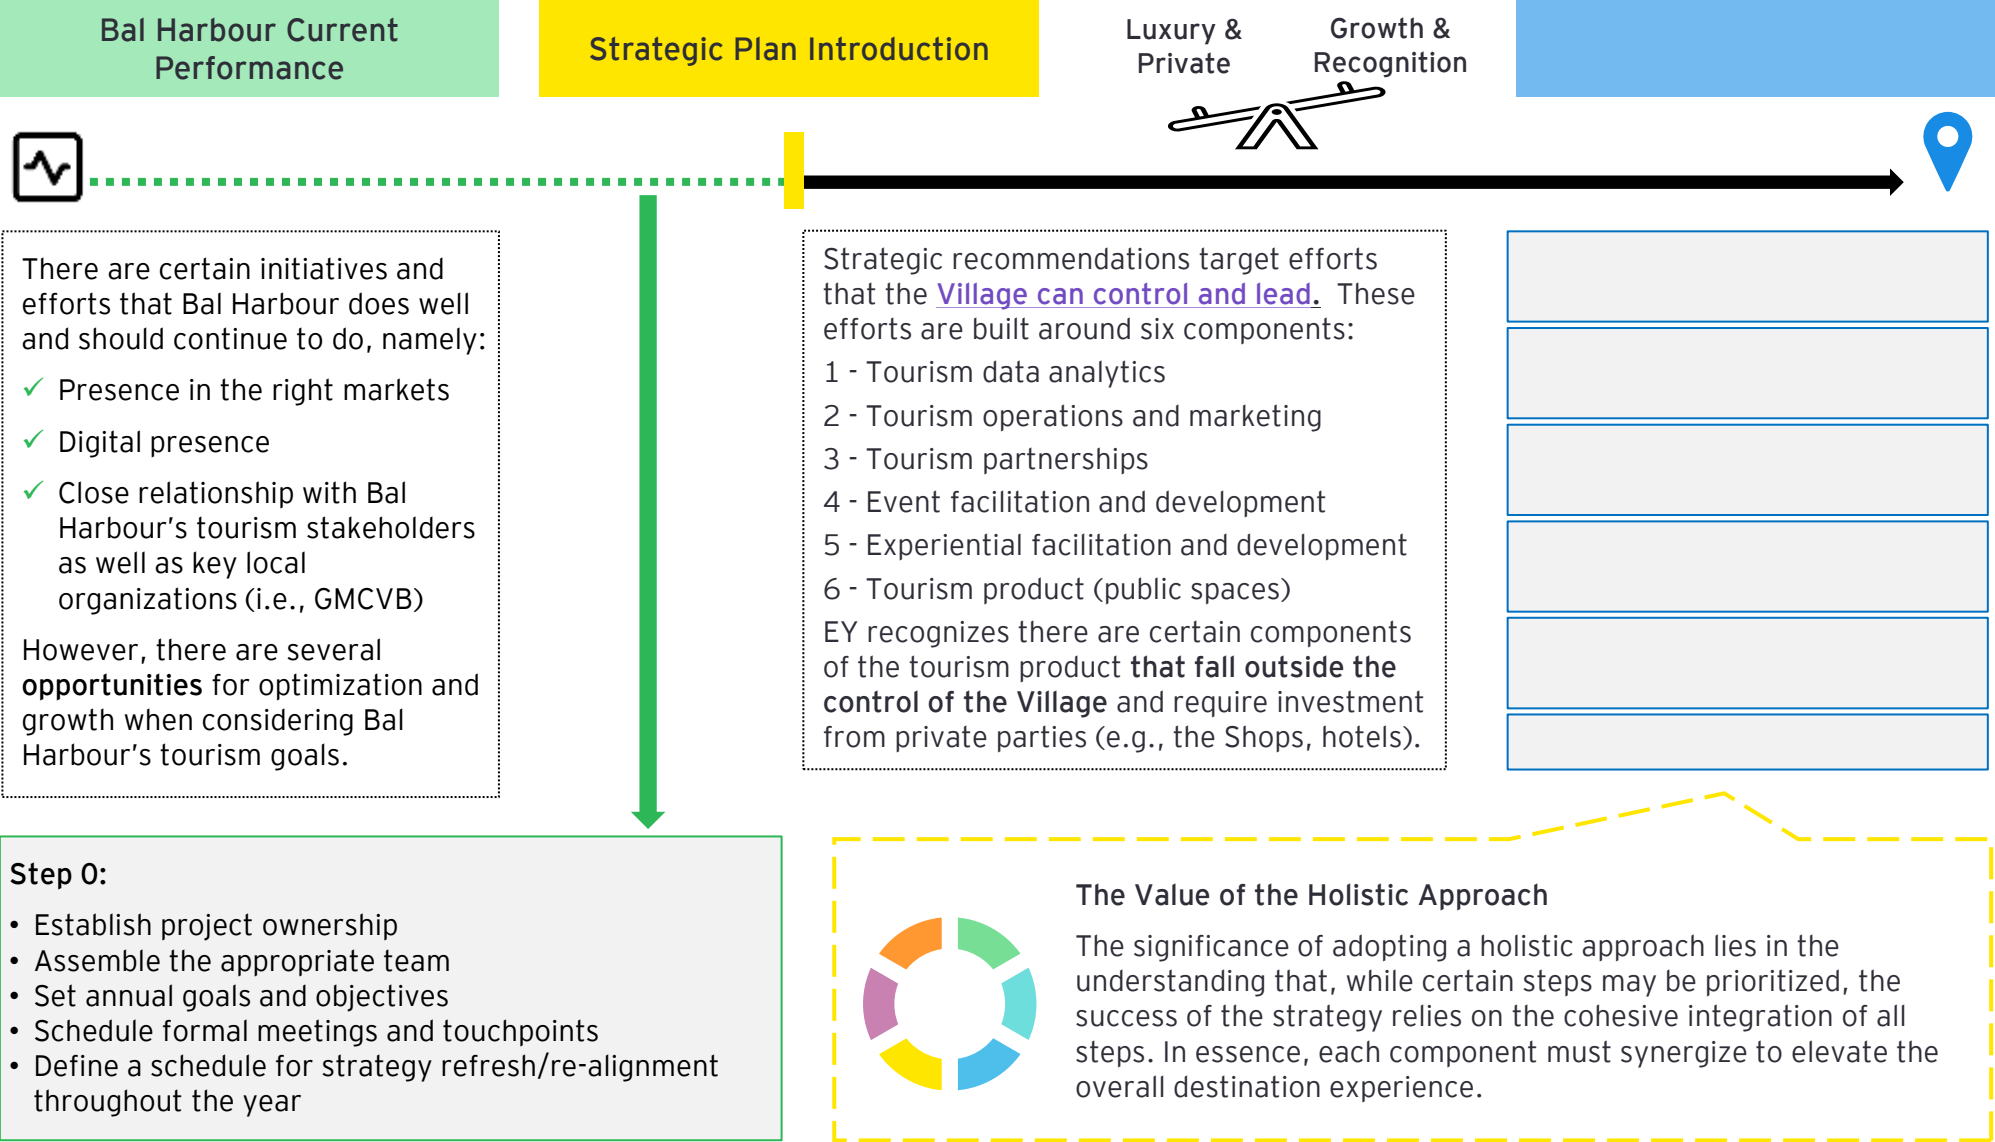 Bal Harbour Current
Performance
Strategic Plan Introduction
Luxury &
Private
Growth &
Recognition
There are certain initiatives and
efforts that Bal Harbour does well
and should continue to do, namely:
✓ Presence in the right markets
✓ Digital presence
✓ Close relationship with Bal
Harbour’s tourism stakeholders
as well as key local
organizations (i.e., GMCVB)
However, there are several
opportunities for optimization and
growth when considering Bal
Harbour’s tourism goals.
Strategic recommendations target efforts
that the Village can control and lead. These
efforts are built around six components:
1 - Tourism data analytics
2 - Tourism operations and marketing
3 - Tourism partnerships
4 - Event facilitation and development
5 - Experiential facilitation and development
6 - Tourism product (public spaces)
EY recognizes there are certain components
of the tourism product that fall outside the
control of the Village and require investment
from private parties (e.g., the Shops, hotels).
Step 0:
• Establish project ownership
• Assemble the appropriate team
• Set annual goals and objectives
• Schedule formal meetings and touchpoints
• Define a schedule for strategy refresh/re-alignment
throughout the year
The Value of the Holistic Approach
The significance of adopting a holistic approach lies in the
understanding that, while certain steps may be prioritized, the
success of the strategy relies on the cohesive integration of all
steps. In essence, each component must synergize to elevate the
overall destination experience.